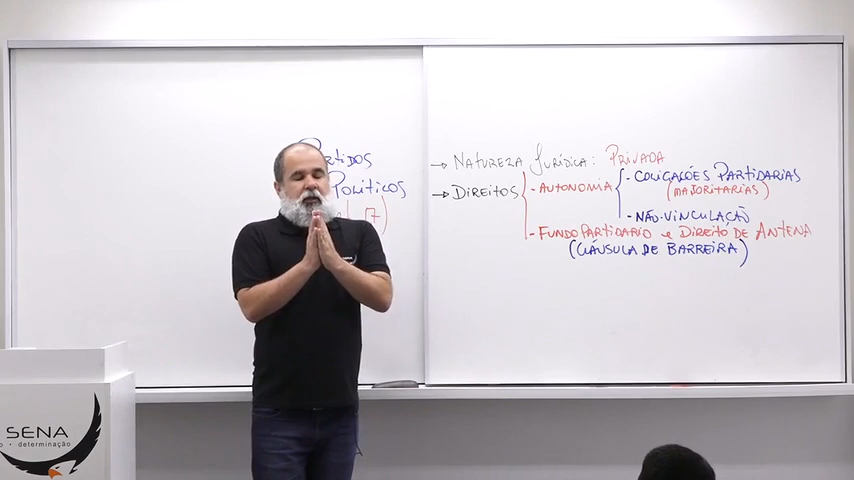 Partidos
Políticos
17)
→ Natureza Jurídica: Privada
→ Direitos
- Autonomia
- Coligações Partidárias
(Majoritárias)
- Não-Vinculação
- Fundo Partidário e Direito de Antena
(Cláusula de Barreira)
SENA
• determinação